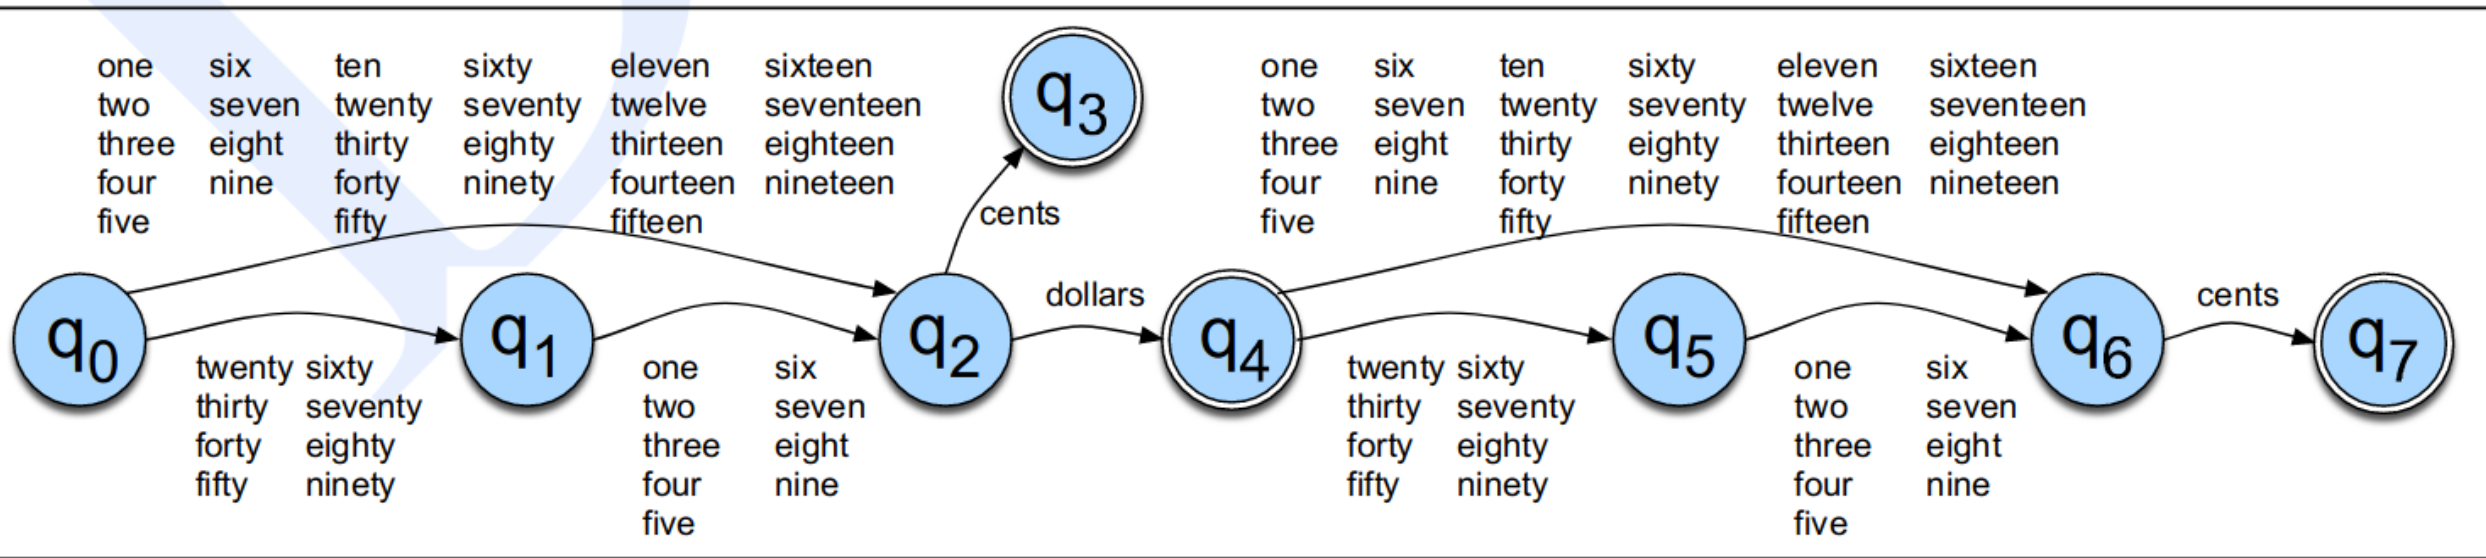 one six ten sixty eleven sixteen
two seven twenty seventy twelve seventeen
three eight thirty eighty thirteen eighteen
four nine forty ninety fourteen nineteen
five fifty fifteen
one six ten sixty eleven sixteen
two seven twenty seventy twelve seventeen
three eight thirty eighty thirteen eighteen
four nine forty ninety fourteen nineteen
five fifty fifteen
q3
cents
q0
q1
q2
dollars
q4
q5
q6
cents
q7
twenty sixty
thirty seventy
forty eighty
fifty ninety
one six
two seven
three eight
four nine
five
twenty sixty
thirty seventy
forty eighty
fifty ninety
one six
two seven
three eight
four nine
five